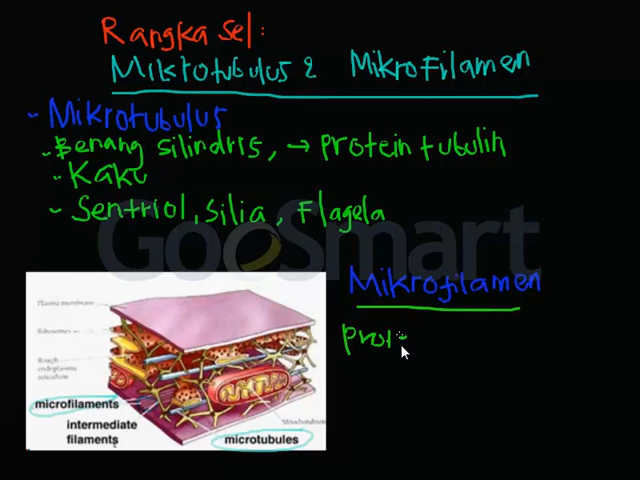 Rangka sel:
Mikrotubulus & Mikrofilamen
- Mikrotubulus
- Benang silindris, → protein tubulin
- Kaku
- Sentriol, silia, Flagela
GooSmart
Mikrofilamen
Prot
Plasma membrane
Ribosomes
Rough
endoplasmic
reticulum
microfilaments
intermediate
filaments
microtubules
Mitochondrion